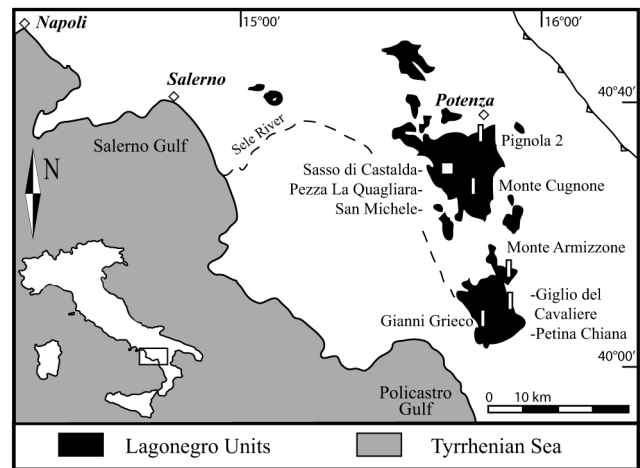 15°00'
16°00'
Napoli
Salerno
Sele River
Potenza
40°40'
Salerno Gulf
Pignola 2
N
Sasso di Castalda-
Pezza La Quagliara-
San Michele-
Monte Cugnone
Monte Armizzone
-Giglio del
Cavaliere
-Petina Chiana
Gianni Grieco
40°00'
Policastro
Gulf
0 10 km
Lagonegro Units
Tyrrhenian Sea